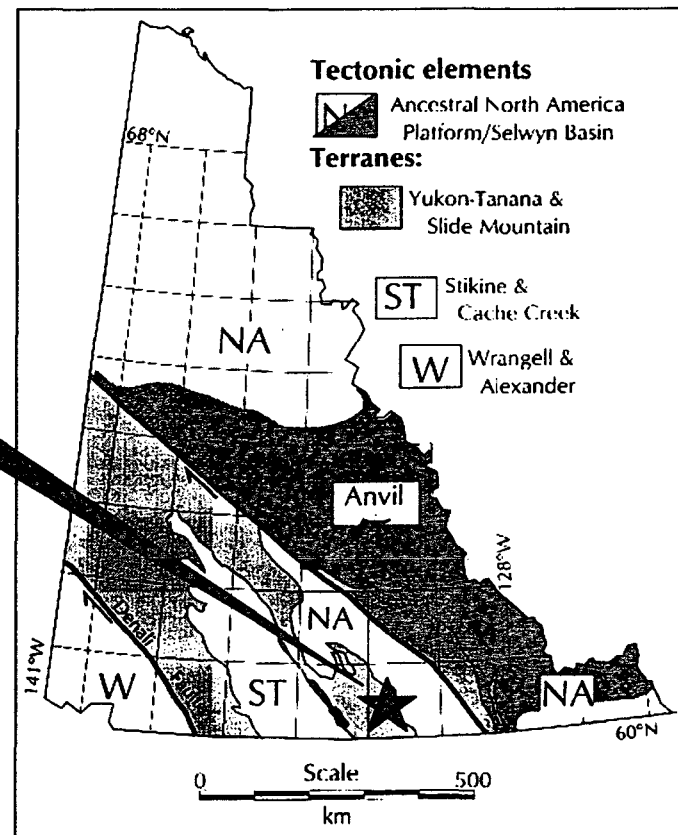 Tectonic elements
N
Ancestral North America
Platform/Selwyn Basin
Terranes:
Yukon-Tanana &
Slide Mountain
ST
Stikine &
Cache Creek
W
Wrangell &
Alexander
68°N
NA
Anvil
128°W
NA
Denali
141°W
W
ST
NA
60°N
Scale
0
500
km